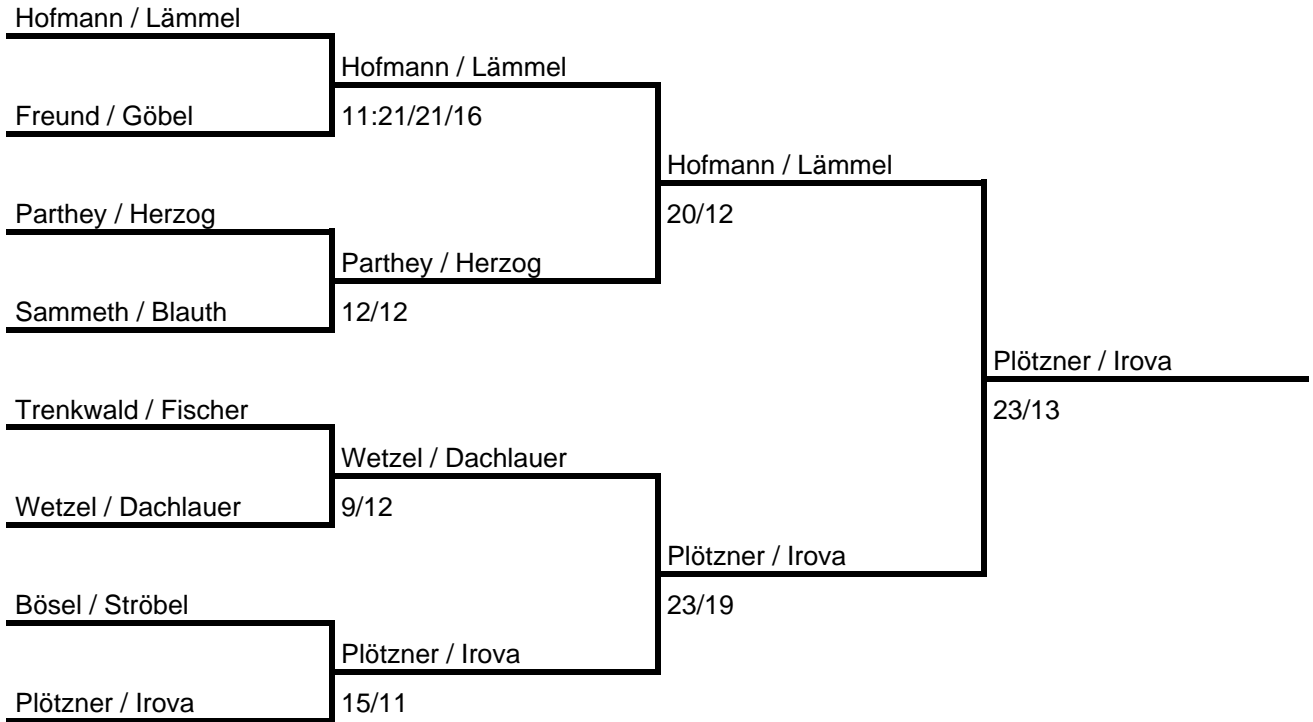 Hofmann / Lämmel
Hofmann / Lämmel
Freund / Göbel
11:21/21/16
Hofmann / Lämmel
Parthey / Herzog
20/12
Parthey / Herzog
Sammeth / Blauth
12/12
Plötzner / Irova
Trenkwald / Fischer
23/13
Wetzel / Dachlauer
Wetzel / Dachlauer
9/12
Plötzner / Irova
Bösel / Ströbel
23/19
Plötzner / Irova
Plötzner / Irova
15/11